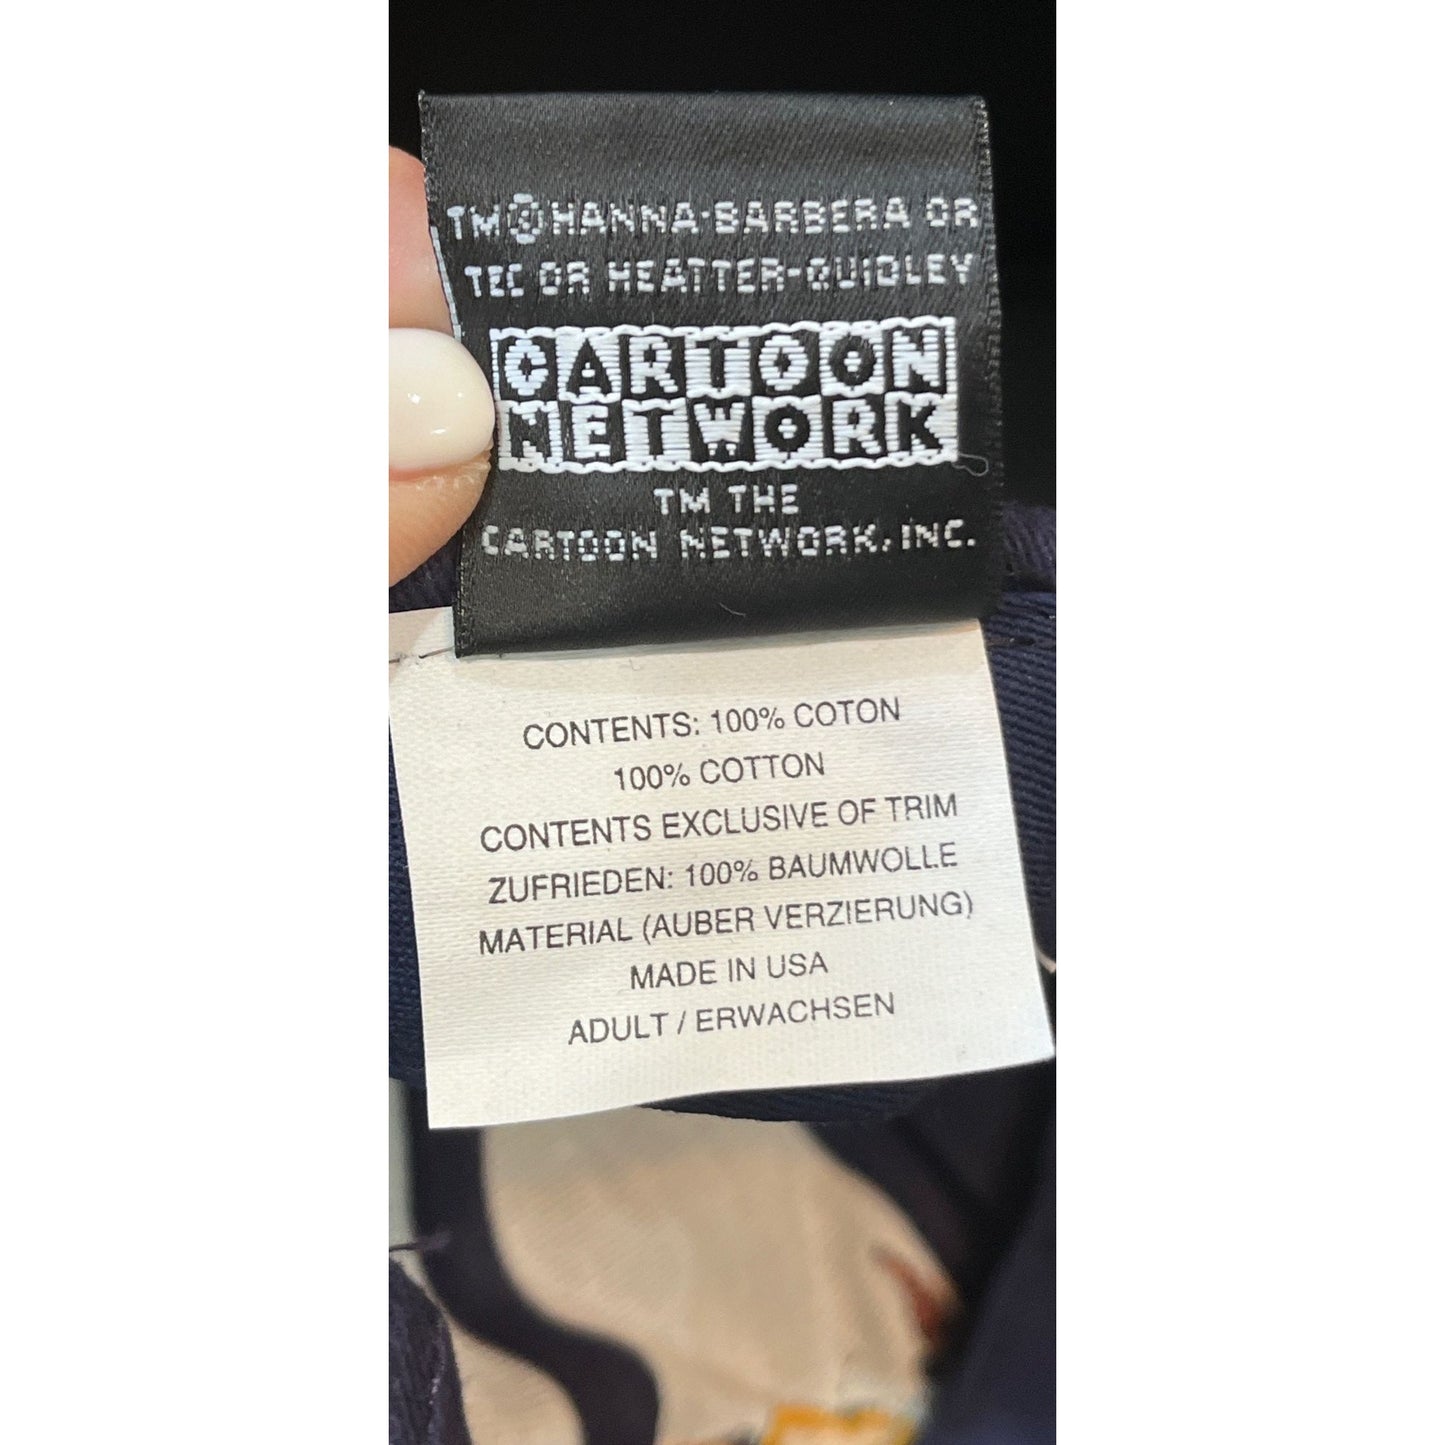 TM © HANNA-BARBERA OR
TEC OR HEATTER-QUIGLEY
CARTOON
NETWORK
TM THE
CARTOON NETWORK, INC.
CONTENTS: 100% COTON
100% COTTON
CONTENTS EXCLUSIVE OF TRIM
ZUFRIEDEN: 100% BAUMWOLLE
MATERIAL (AUBER VERZIERUNG)
MADE IN USA
ADULT / ERWACHSEN